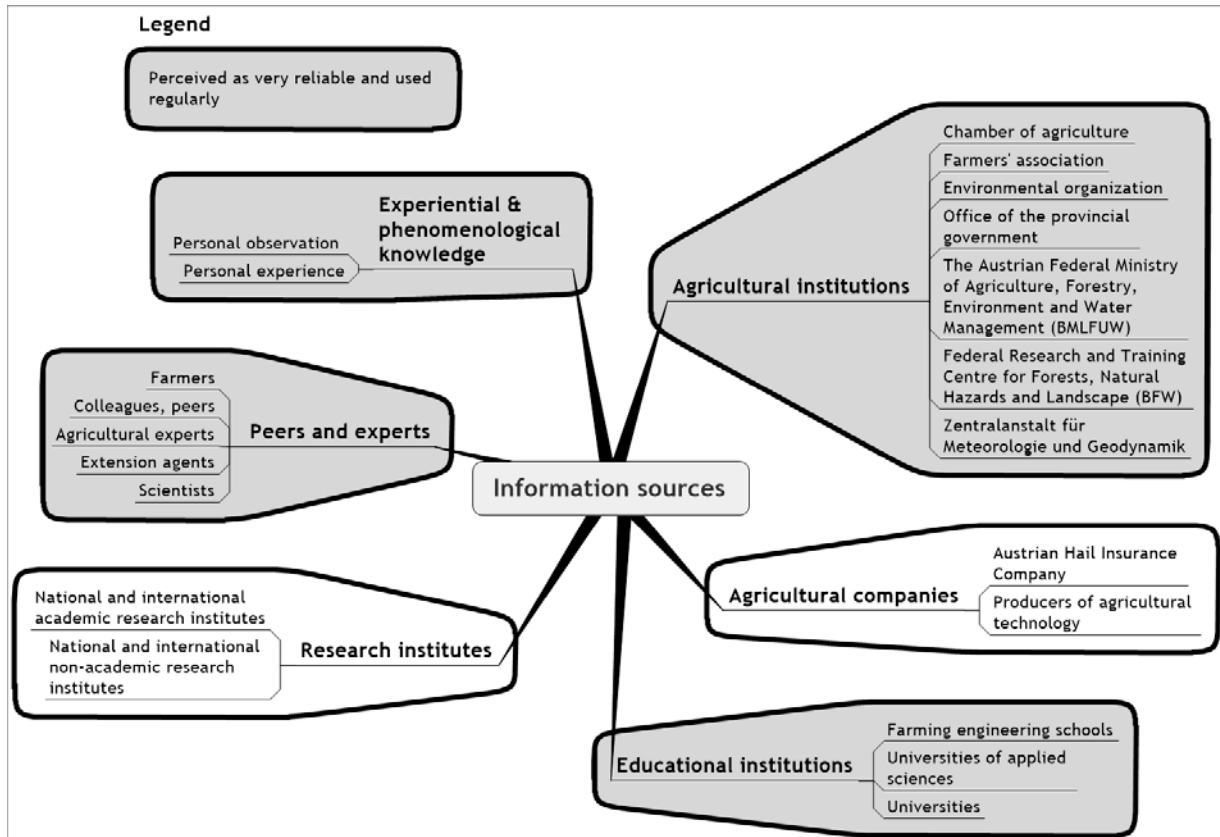 Legend
Perceived as very reliable and used
regularly
Experiential &
phenomenological
knowledge
Personal observation
Personal experience
Agricultural institutions
Chamber of agriculture
Farmers' association
Environmental organization
Office of the provincial
government
The Austrian Federal Ministry
of Agriculture, Forestry,
Environment and Water
Management (BMLFUW)
Federal Research and Training
Centre for Forests, Natural
Hazards and Landscape (BFW)
Zentralanstalt für
Meteorologie und Geodynamik
Peers and experts
Farmers
Colleagues, peers
Agricultural experts
Extension agents
Scientists
Information sources
Agricultural companies
Austrian Hail Insurance
Company
Producers of agricultural
technology
Research institutes
National and international
academic research institutes
National and international
non-academic research
institutes
Educational institutions
Farming engineering schools
Universities of applied
sciences
Universities